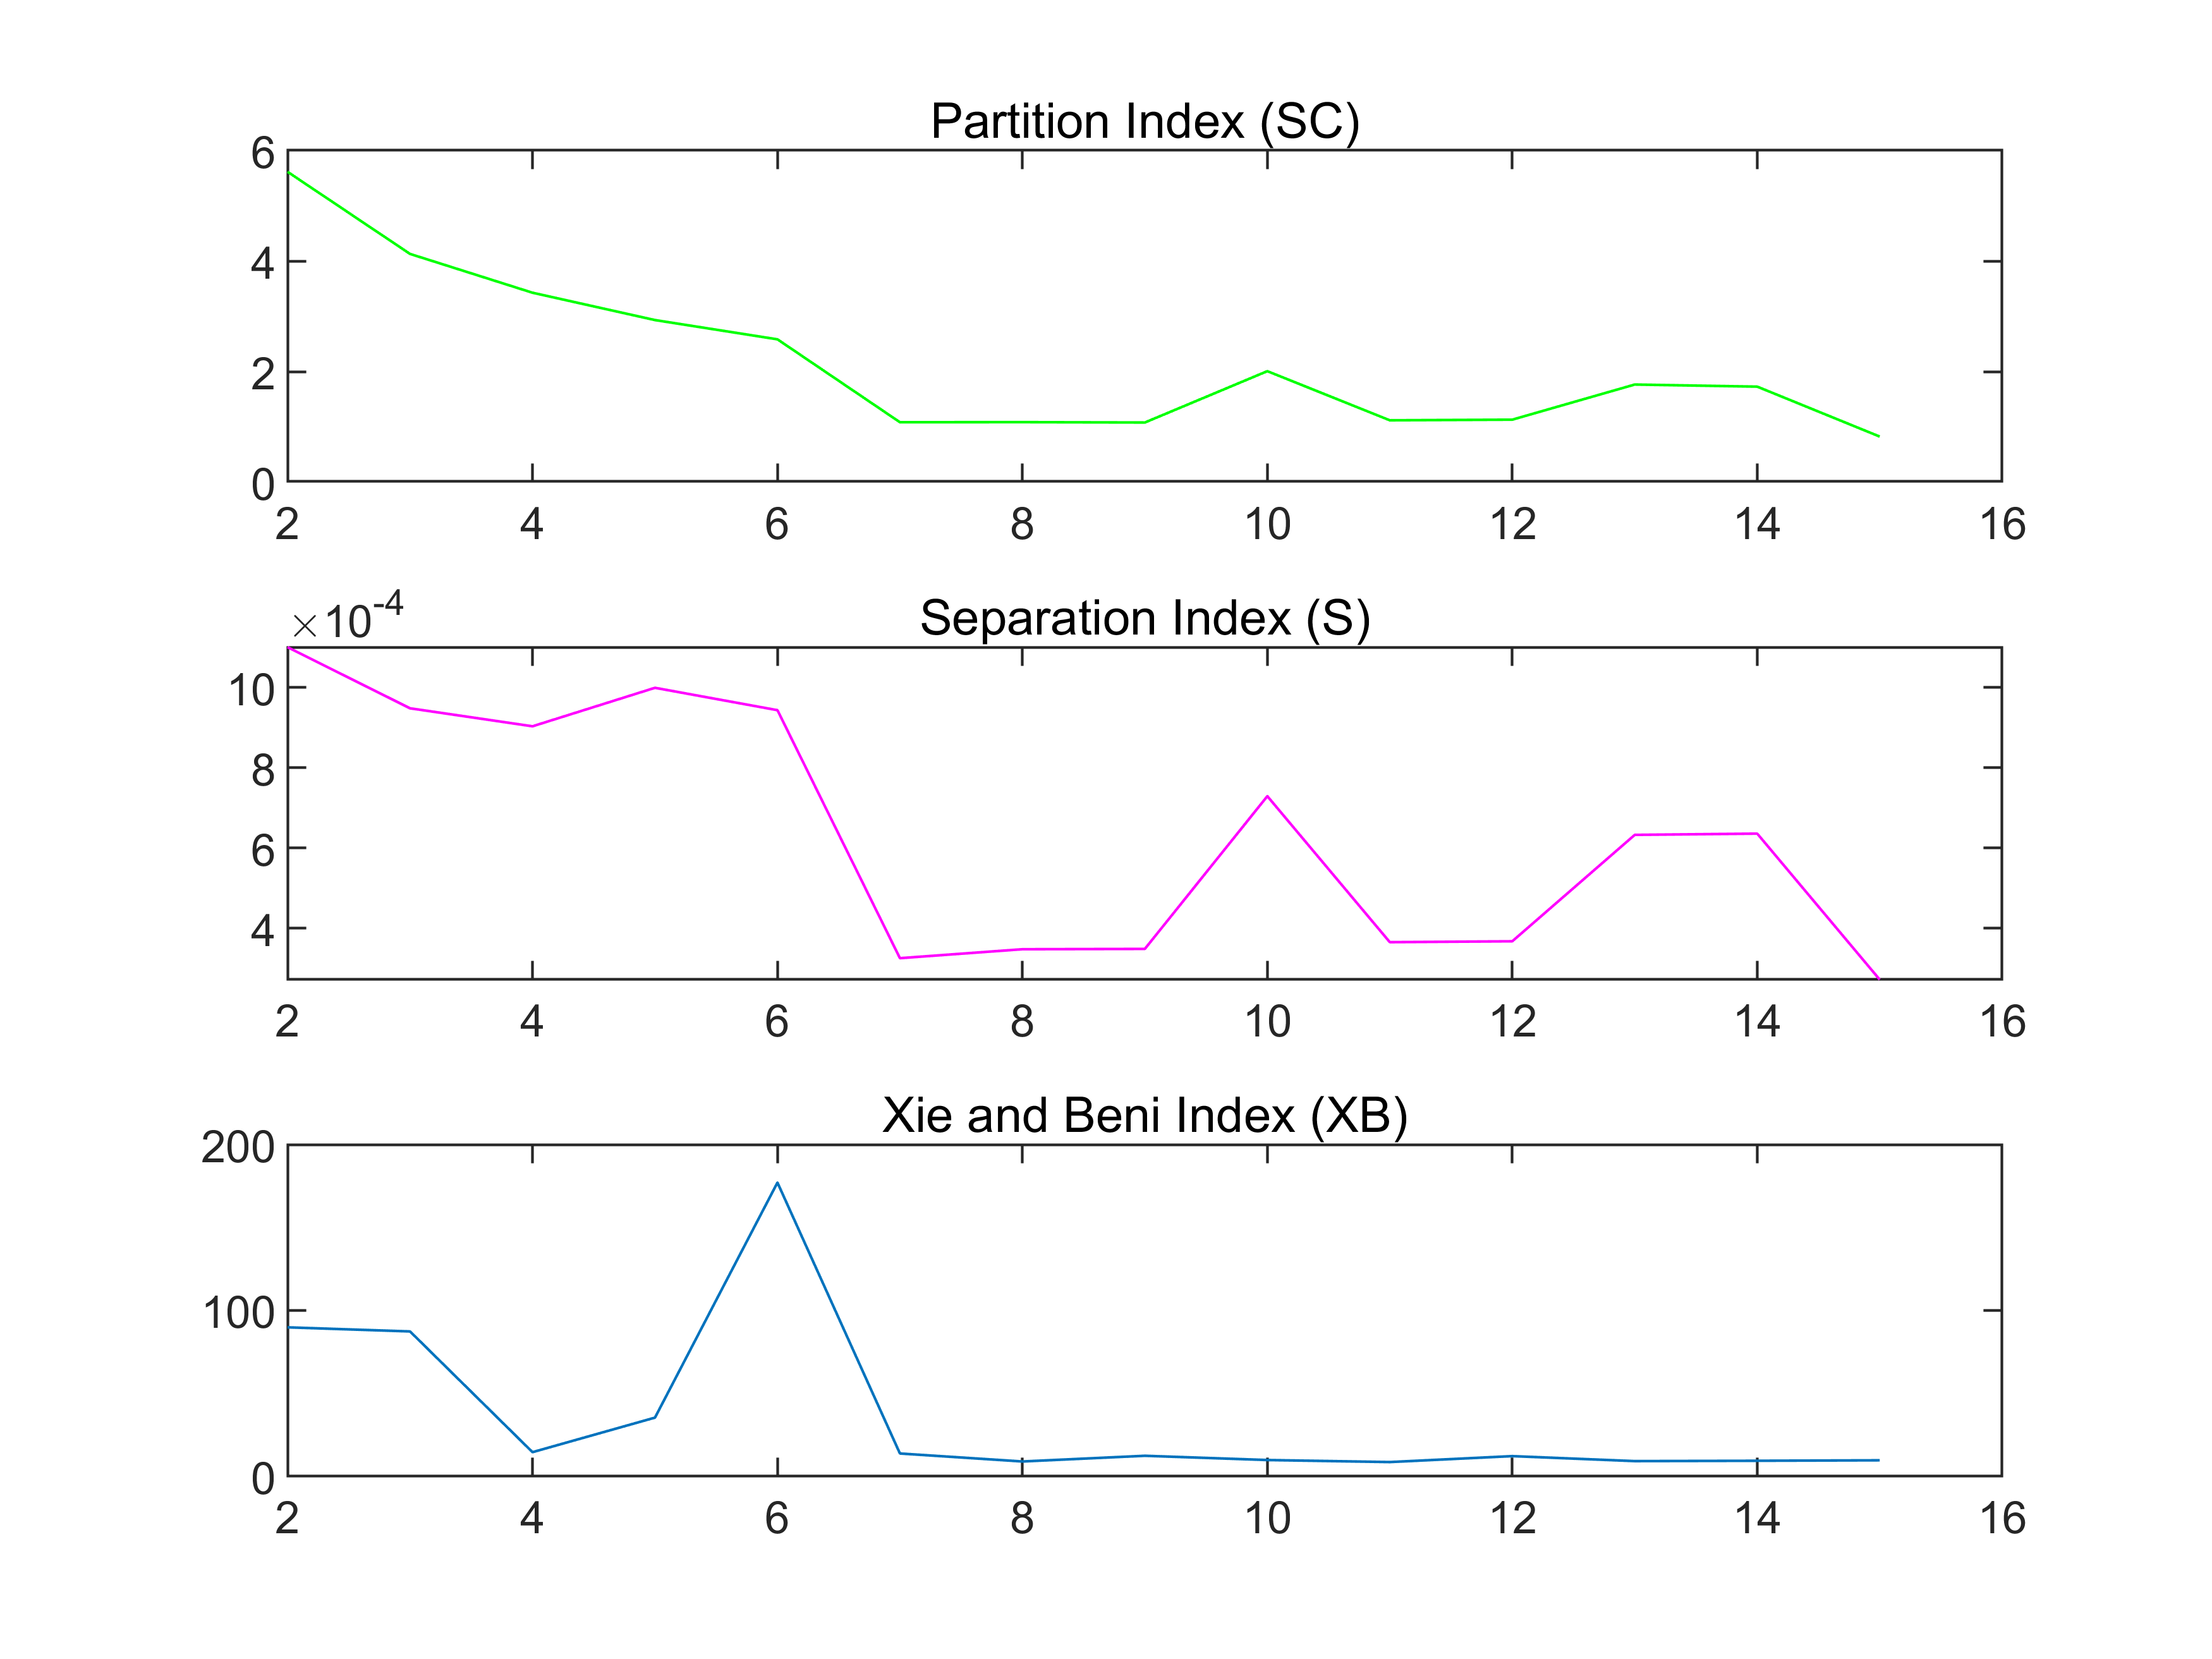 Partition Index (SC)
6
4
2
0
2 4 6 8 10 12 14 16
×10-4
Separation Index (S)
10
8
6
4
2 4 6 8 10 12 14 16
Xie and Beni Index (XB)
200
100
0
2 4 6 8 10 12 14 16